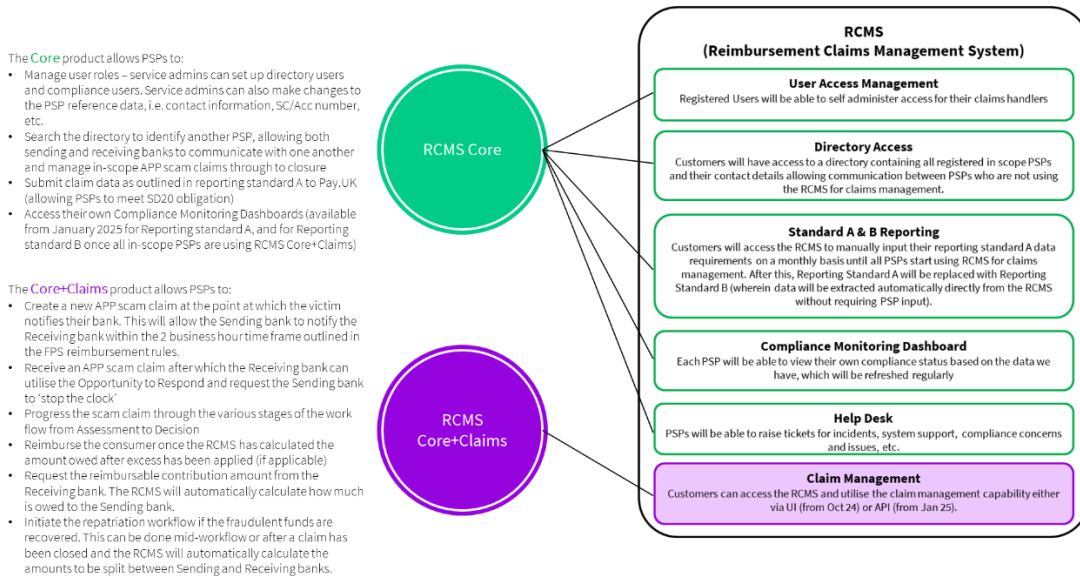 The Core product allows PSPs to:
• Manage user roles – service admins can set up directory users
and compliance users. Service admins can also make changes to
the PSP reference data, i.e. contact information, SC/Acc number,
etc.
• Search the directory to identify another PSP, allowing both
sending and receiving banks to communicate with one another
and manage in-scope APP scam claims through to closure
• Submit claim data as outlined in reporting standard A to Pay.UK
(allowing PSPs to meet SD20 obligation)
• Access their own Compliance Monitoring Dashboards (available
from January 2025 for Reporting standard A, and for Reporting
standard B once all in-scope PSPs are using RCMS Core+Claims)
The Core+Claims product allows PSPs to:
• Create a new APP scam claim at the point at which the victim
notifies their bank. This will allow the Sending bank to notify the
Receiving bank within the 2 business hour time frame outlined in
the FPS reimbursement rules.
• Receive an APP scam claim after which the Receiving bank can
utilise the Opportunity to Respond and request the Sending bank
to ‘stop the clock’
• Progress the scam claim through the various stages of the work
flow from Assessment to Decision
• Reimburse the consumer once the RCMS has calculated the
amount owed after excess has been applied (if applicable)
• Request the reimbursable contribution amount from the
Receiving bank. The RCMS will automatically calculate how much
is owed to the Sending bank.
• Initiate the repatriation workflow if the fraudulent funds are
recovered. This can be done mid-workflow or after a claim has
been closed and the RCMS will automatically calculate the
amounts to be split between Sending and Receiving banks.
RCMS Core
RCMS
Core+Claims
RCMS
(Reimbursement Claims Management System)
User Access Management
Registered Users will be able to self administer access for their claims handlers
Directory Access
Customers will have access to a directory containing all registered in scope PSPs
and their contact details allowing communication between PSPs who are not using
the RCMS for claims management.
Standard A & B Reporting
Customers will access the RCMS to manually input their reporting standard A data
requirements on a monthly basis until all PSPs start using RCMS for claims
management. After this, Reporting Standard A will be replaced with Reporting
Standard B (wherein data will be extracted automatically directly from the RCMS
without requiring PSP input).
Compliance Monitoring Dashboard
Each PSP will be able to view their own compliance status based on the data we
have, which will be refreshed regularly
Help Desk
PSPs will be able to raise tickets for incidents, system support, compliance concerns
and issues, etc.
Claim Management
Customers can access the RCMS and utilise the claim management capability either
via UI (from Oct 24) or API (from Jan 25).